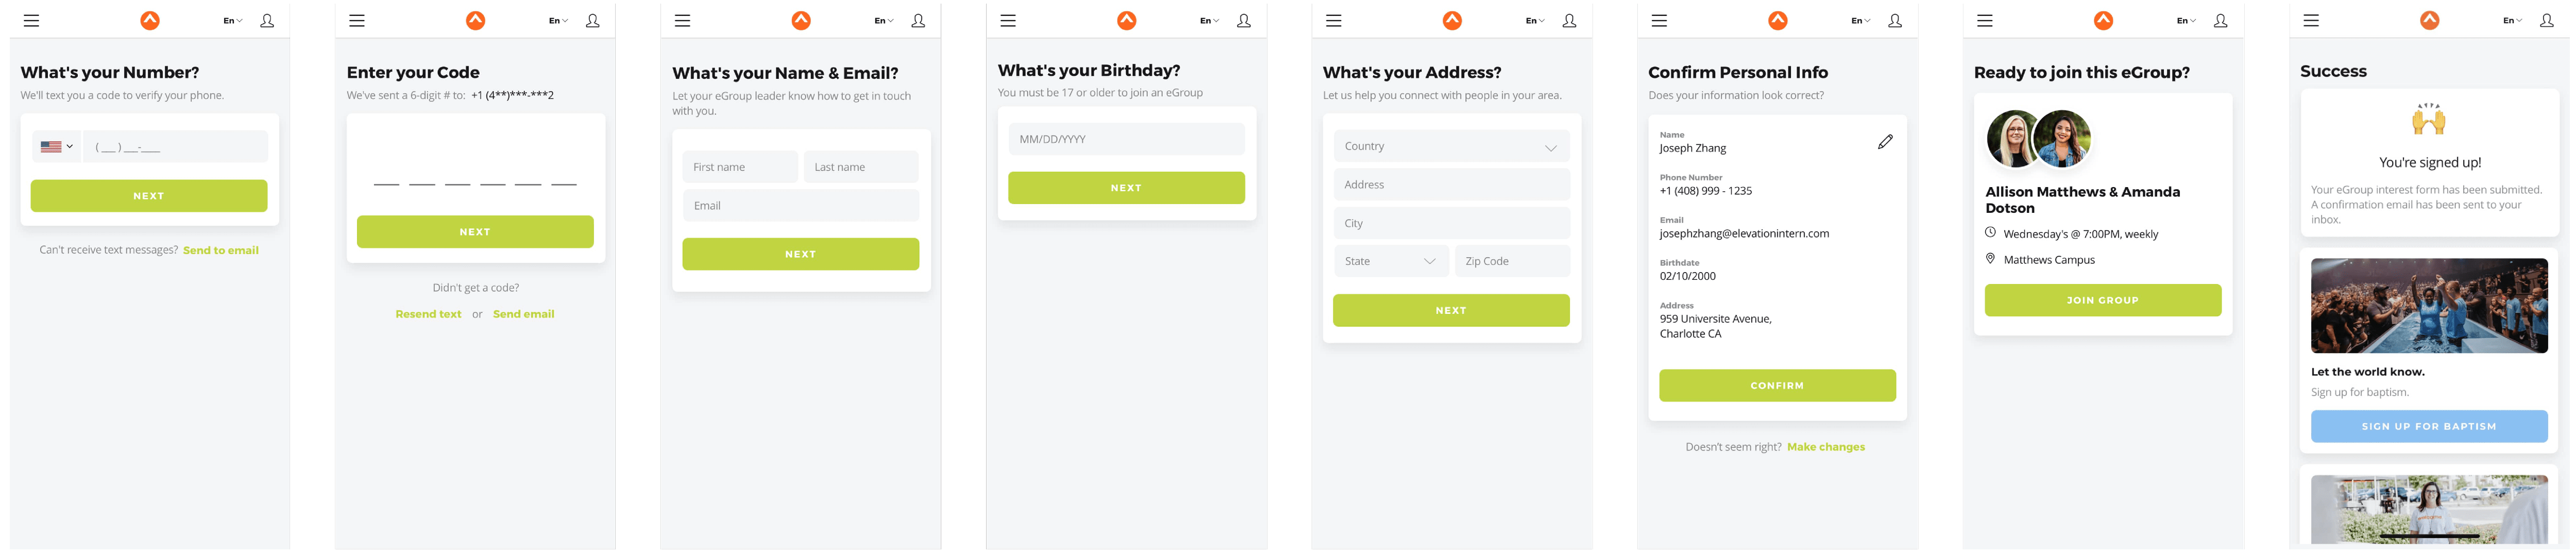 En
What's your Number?
We'll text you a code to verify your phone.
( ___ ) ___-____
NEXT
Can't receive text messages? Send to email
En
Enter your Code
We've sent a 6-digit # to: +1 (4**)***-***2
NEXT
Didn't get a code?
Resend text or Send email
En
What's your Name & Email?
Let your eGroup leader know how to get in touch
with you.
First name
Last name
Email
NEXT
En
What's your Birthday?
You must be 17 or older to join an eGroup
MM/DD/YYYY
NEXT
En
What's your Address?
Let us help you connect with people in your area.
Country
Address
City
State
Zip Code
NEXT
En
Confirm Personal Info
Does your information look correct?
Name
Joseph Zhang
Phone Number
+1 (408) 999 - 1235
Email
josephzhang@elevationintern.com
Birthdate
02/10/2000
Address
959 Universite Avenue,
Charlotte CA
CONFIRM
Doesn't seem right? Make changes
En
Ready to join this eGroup?
Allison Matthews & Amanda
Dotson
Wednesday's @ 7:00PM, weekly
Matthews Campus
JOIN GROUP
En
Success
You're signed up!
Your eGroup interest form has been submitted.
A confirmation email has been sent to your
inbox.
Let the world know.
Sign up for baptism.
SIGN UP FOR BAPTISM